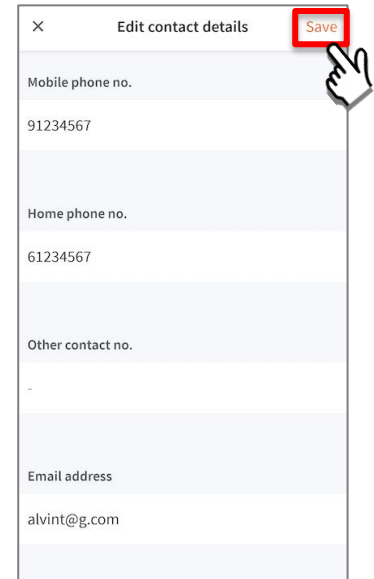 × Edit contact details Save
Mobile phone no.
91234567
Home phone no.
61234567
Other contact no.
-
Email address
alvint@g.com